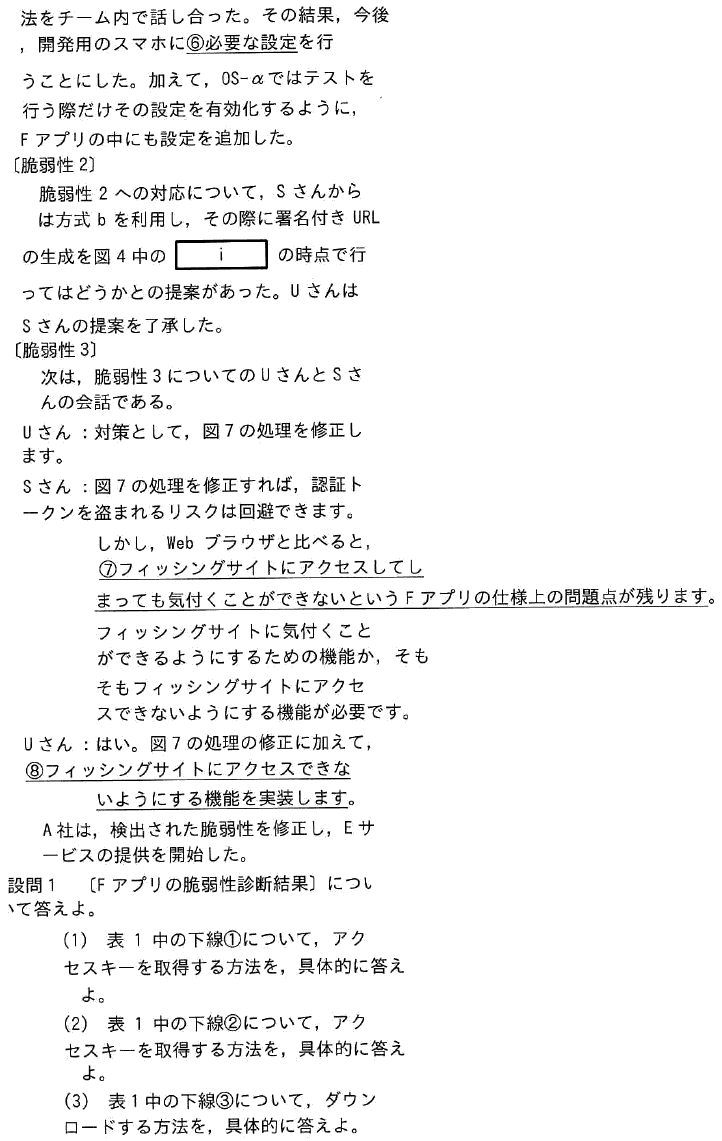 法をチーム内で話し合った。その結果，今後
，開発用のスマホに⑥必要な設定を行
うことにした。加えて，OS-αではテストを
行う際だけその設定を有効化するように，
Fアプリの中にも設定を追加した。
〔脆弱性2〕
脆弱性2への対応について，Sさんから
は方式bを利用し，その際に署名付きURL
の生成を図4中の i の時点で行
ってはどうかとの提案があった。Uさんは
Sさんの提案を了承した。
〔脆弱性3〕
次は，脆弱性3についてのUさんとSさ
んの会話である。
Uさん：対策として，図7の処理を修正し
ます。
Sさん：図7の処理を修正すれば，認証ト
ークンを盗まれるリスクは回避できます。
しかし，Web ブラウザと比べると，
⑦フィッシングサイトにアクセスしてし
まっても気付くことができないというFアプリの仕様上の問題点が残ります。
フィッシングサイトに気付くこと
ができるようにするための機能か，そも
そもフィッシングサイトにアクセ
スできないようにする機能が必要です。
Uさん：はい。図7の処理の修正に加えて，
⑧フィッシングサイトにアクセスできな
いようにする機能を実装します。
A社は，検出された脆弱性を修正し，Eサ
ービスの提供を開始した。
設問1 〔Fアプリの脆弱性診断結果〕につい
いて答えよ。
(1) 表1中の下線①について，アク
セスキーを取得する方法を，具体的に答え
よ。
(2) 表1中の下線②について，アク
セスキーを取得する方法を，具体的に答え
よ。
(3) 表1中の下線③について，ダウン
ロードする方法を，具体的に答えよ。